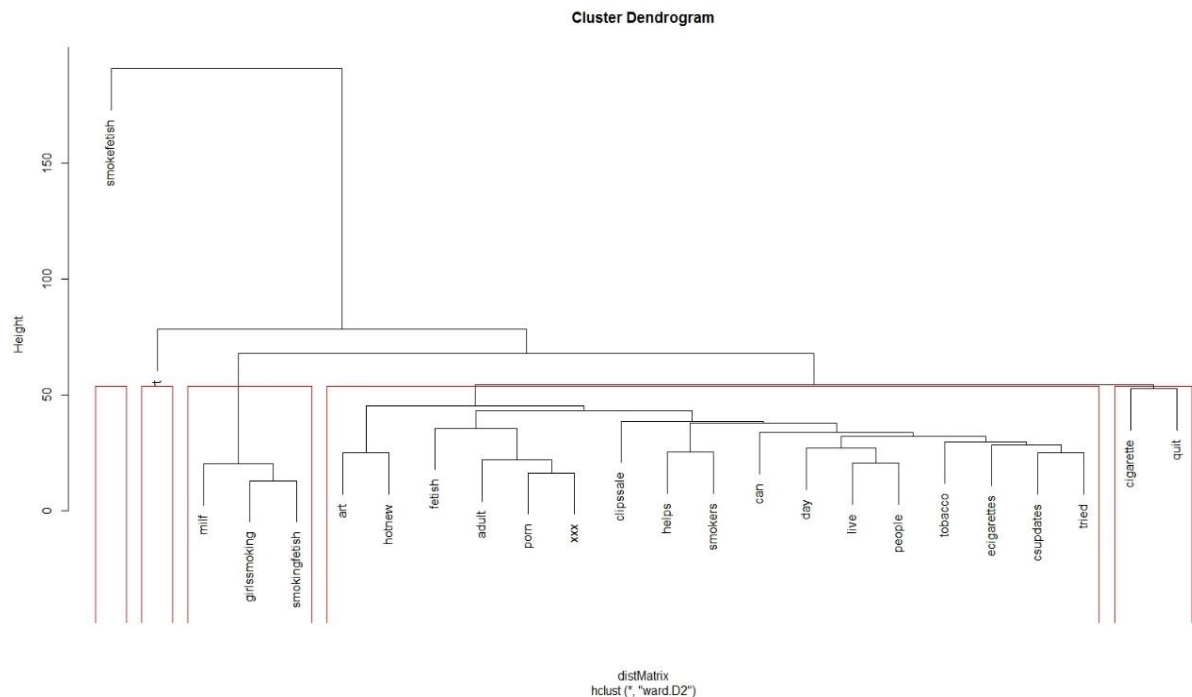 Cluster Dendrogram
Height
0
50
100
150
smokefetish
t
milf
girlssmoking
smokingfetish
art
hotnew
fetish
adult
porn
xxx
clipssale
helps
smokers
can
day
live
people
tobacco
ecigarettes
csupdates
tried
cigarette
quit
distMatrix
hclust (*, "ward.D2")